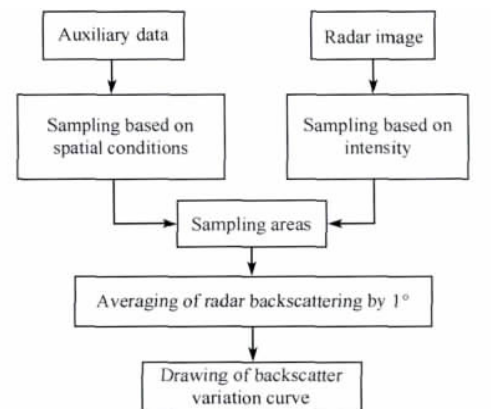 Auxiliary data
Radar image
Sampling based on
spatial conditions
Sampling based on
intensity
Sampling areas
Averaging of radar backscattering by 1°
Drawing of backscatter
variation curve